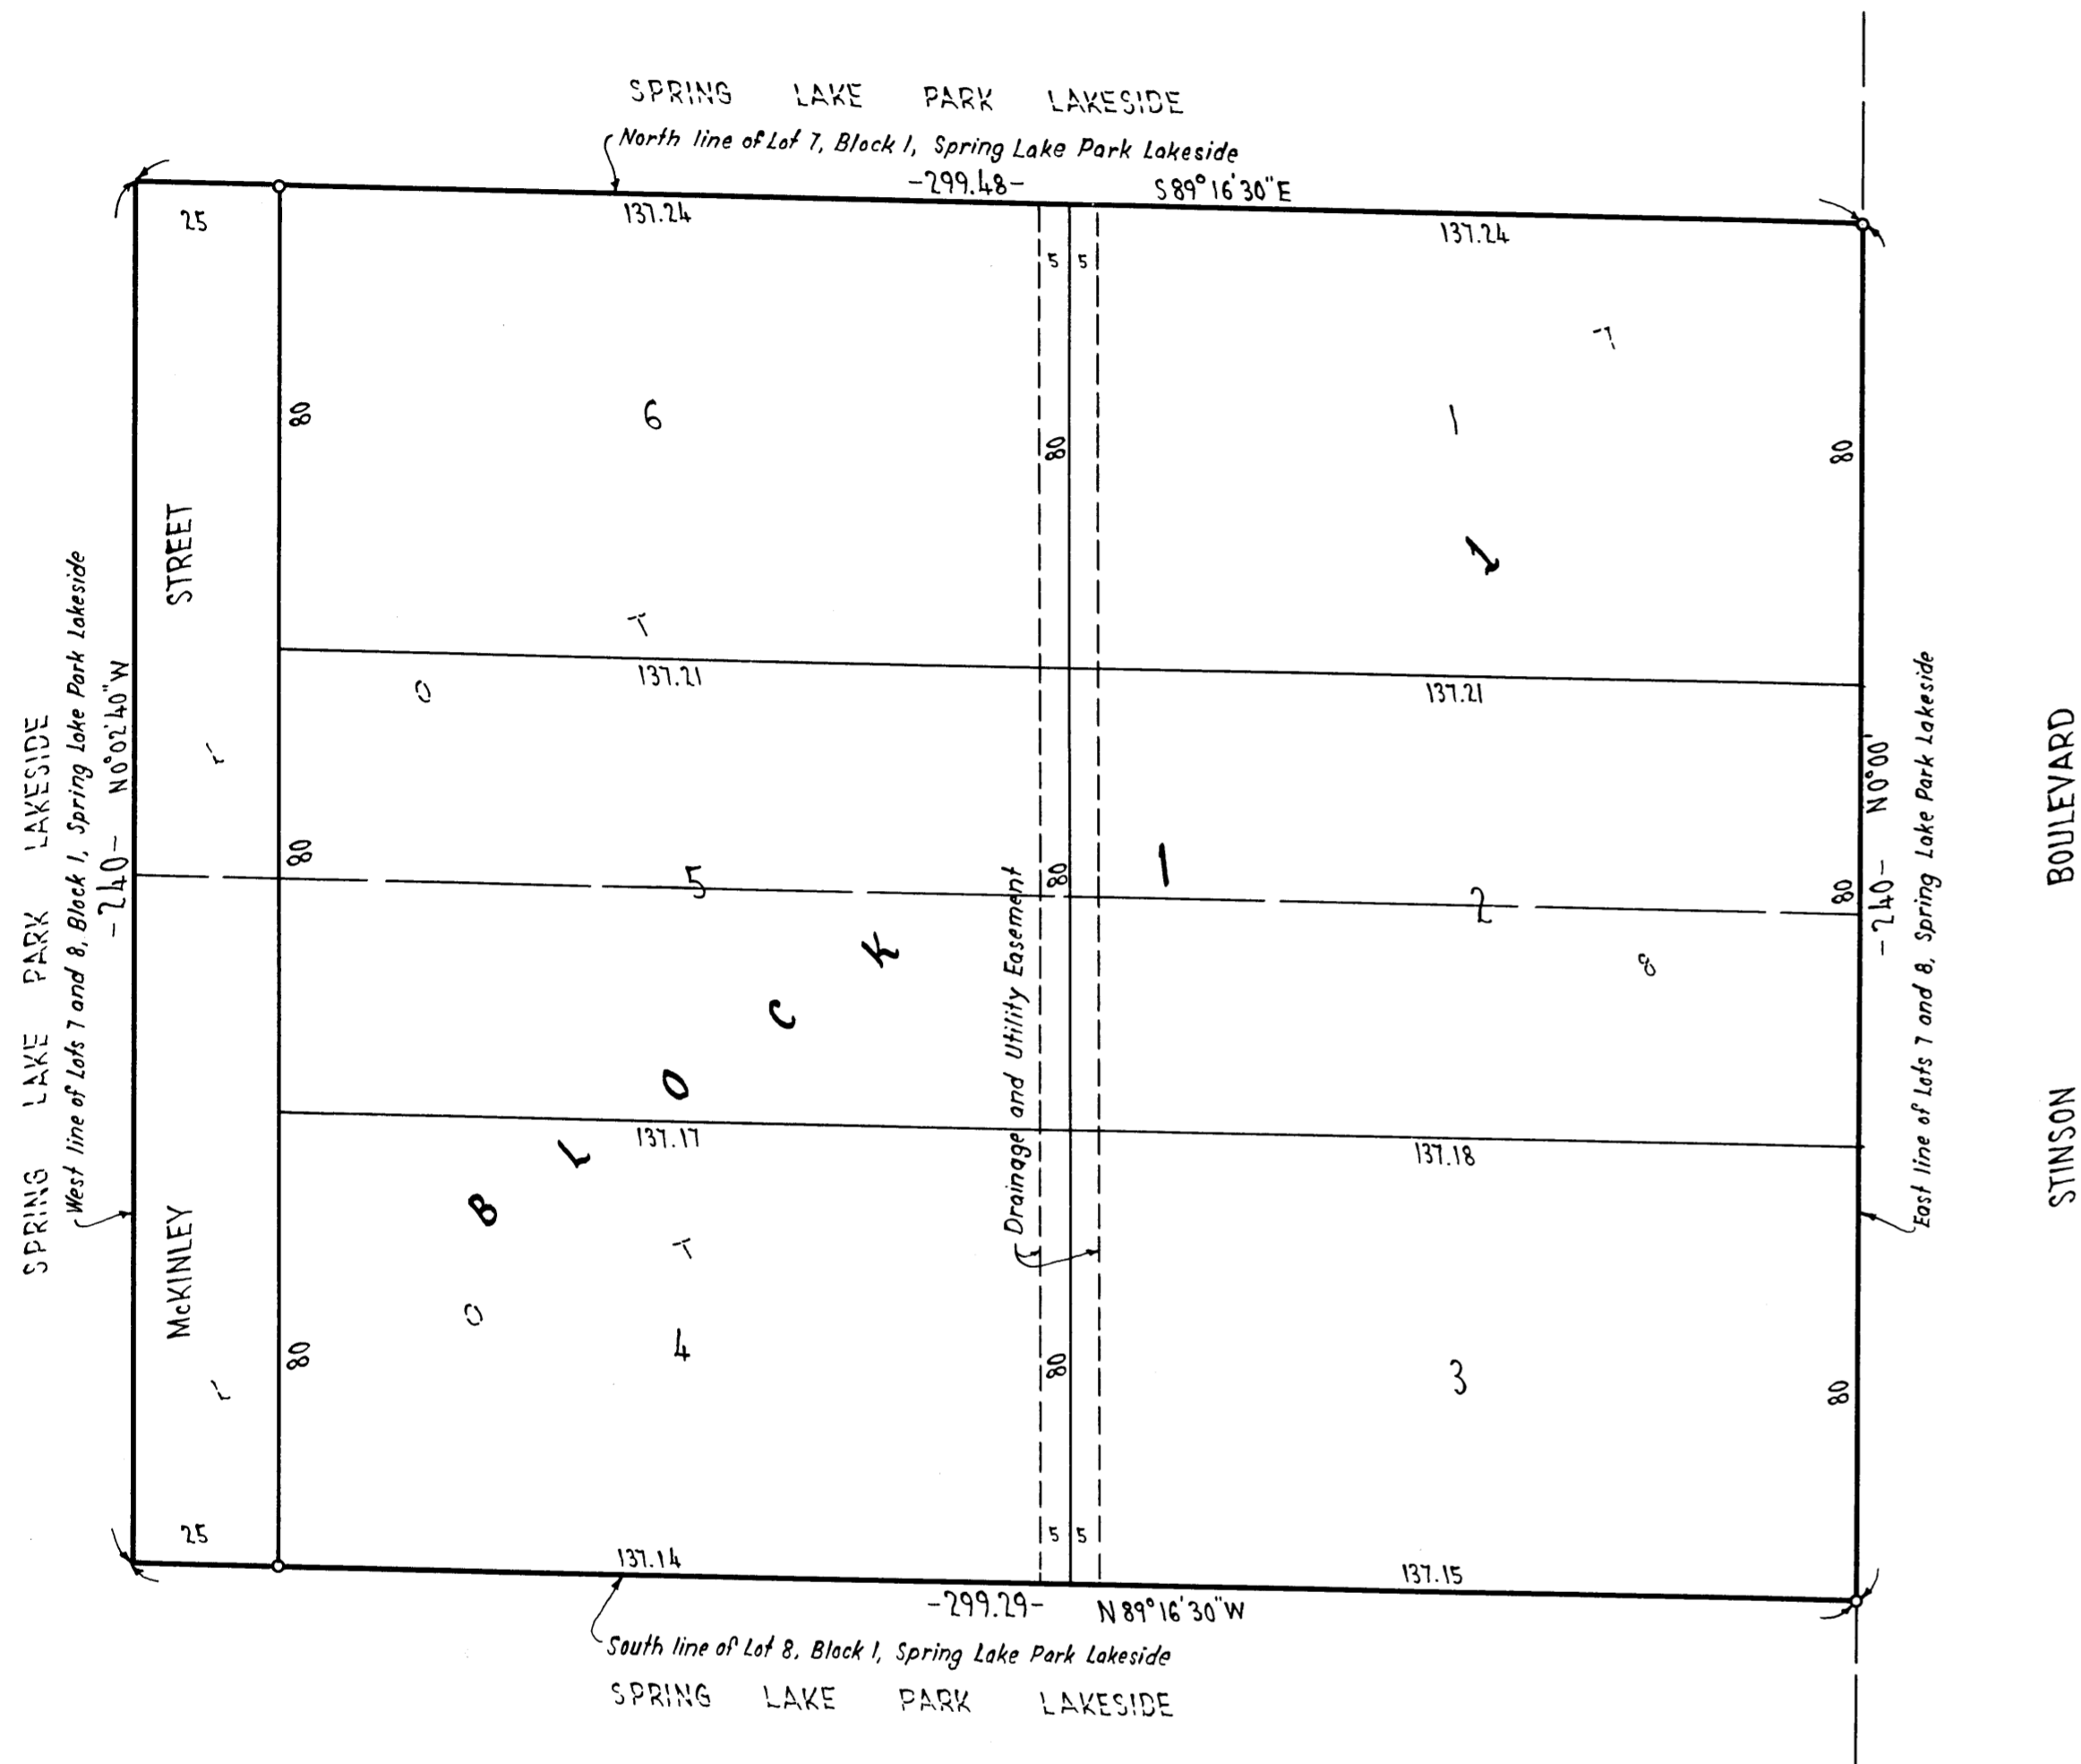 SPRING LAKE PARK LAKESIDE
North line of Lot 7, Block 1, Spring Lake Park Lakeside
-299.48- S89°16'30"E
25 137.24 137.24
5 5
7
80 6 80 1 80
1
STREET
L O T
137.21 137.21
SPRING LAKE PARK LAKESIDE
West line of Lots 7 and 8, Block 1, Spring Lake Park Lakeside
-240- N0°02'40"W
80 5 80 2 80
-240- N0°00'
East line of Lots 7 and 8, Spring Lake Park Lakeside
STINSON BOULEVARD
BLOCK 1
8
Drainage and Utility Easement
137.17 137.18
McKINLEY
L O T
80 4 80 3 80
25 5 5
137.14 137.15
-299.29- N89°16'30"W
South line of Lot 8, Block 1, Spring Lake Park Lakeside
SPRING LAKE PARK LAKESIDE